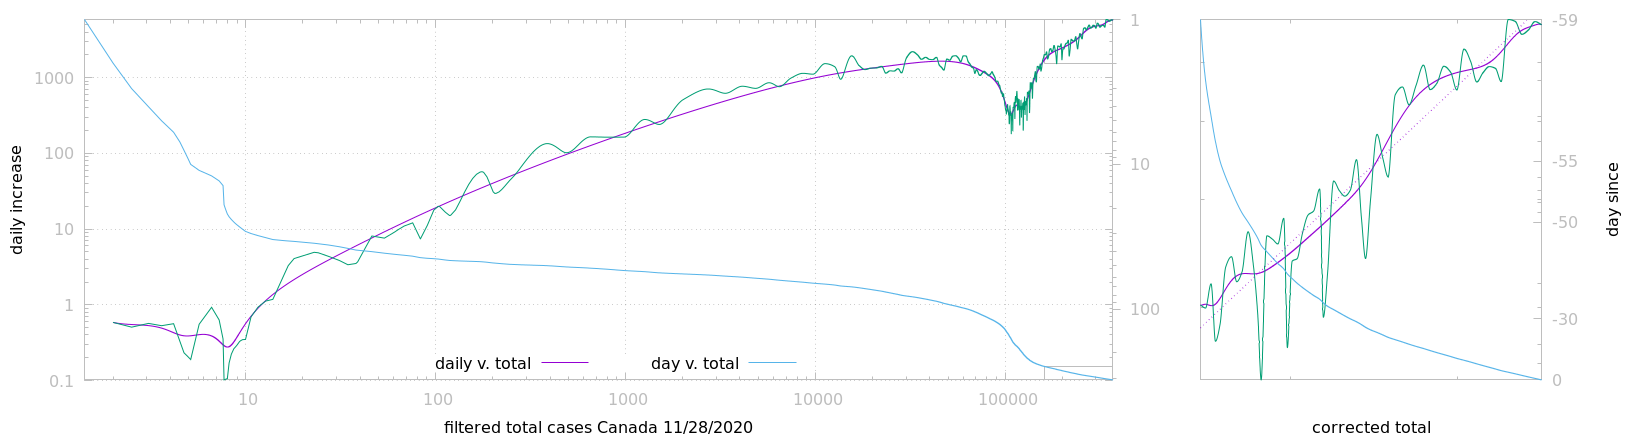 1 -59
1000
100
10
-55
10
-50
1
100
-30
0.1
0
daily increase
day since
daily v. total
day v. total
10 100 1000 10000 100000
filtered total cases Canada 11/28/2020
corrected total